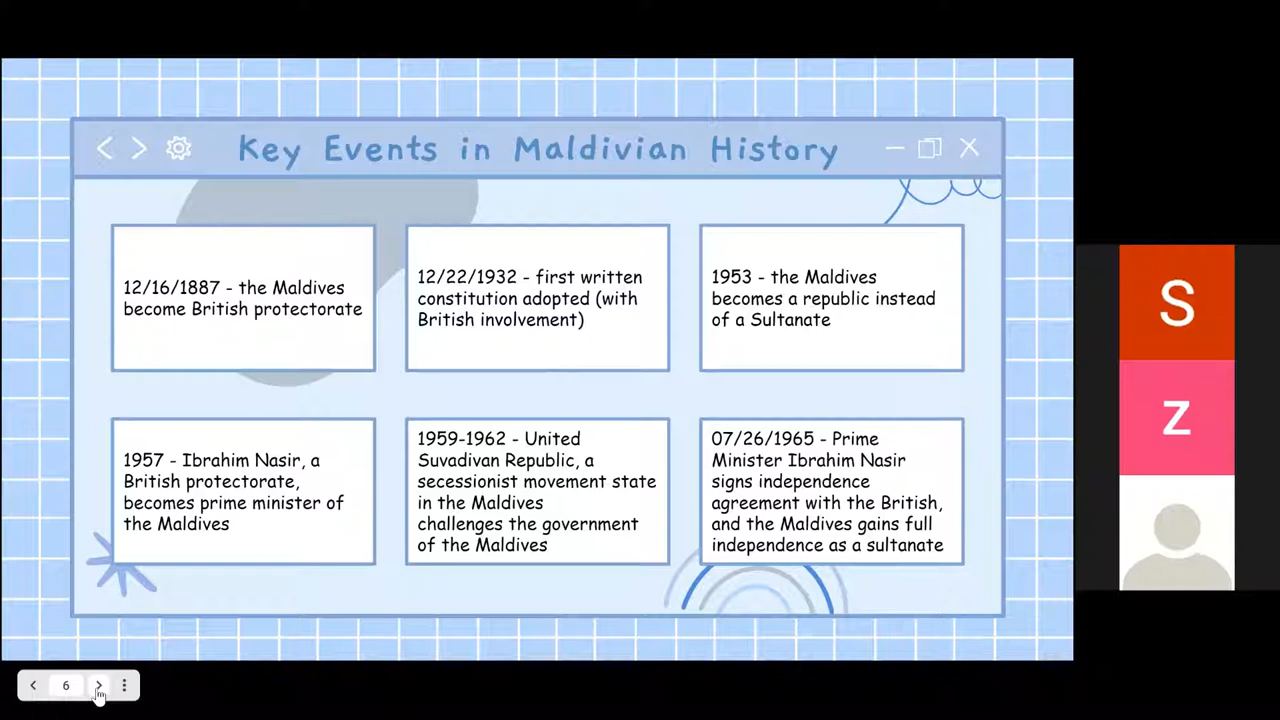 Key Events in Maldivian History
12/16/1887 - the Maldives
become British protectorate
12/22/1932 - first written
constitution adopted (with
British involvement)
1953 - the Maldives
becomes a republic instead
of a Sultanate
1957 - Ibrahim Nasir, a
British protectorate,
becomes prime minister of
the Maldives
1959-1962 - United
Suvadivan Republic, a
secessionist movement state
in the Maldives
challenges the government
of the Maldives
07/26/1965 - Prime
Minister Ibrahim Nasir
signs independence
agreement with the British,
and the Maldives gains full
independence as a sultanate
S
z
6